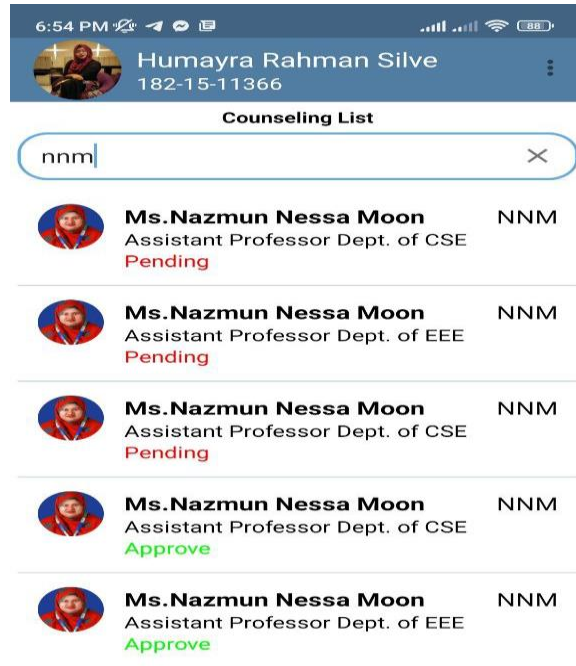 6:54 PM
88
Humayra Rahman Silve
182-15-11366
Counseling List
nnm
Ms.Nazmun Nessa Moon NNM
Assistant Professor Dept. of CSE
Pending
Ms.Nazmun Nessa Moon NNM
Assistant Professor Dept. of EEE
Pending
Ms.Nazmun Nessa Moon NNM
Assistant Professor Dept. of CSE
Pending
Ms.Nazmun Nessa Moon NNM
Assistant Professor Dept. of CSE
Approve
Ms.Nazmun Nessa Moon NNM
Assistant Professor Dept. of EEE
Approve